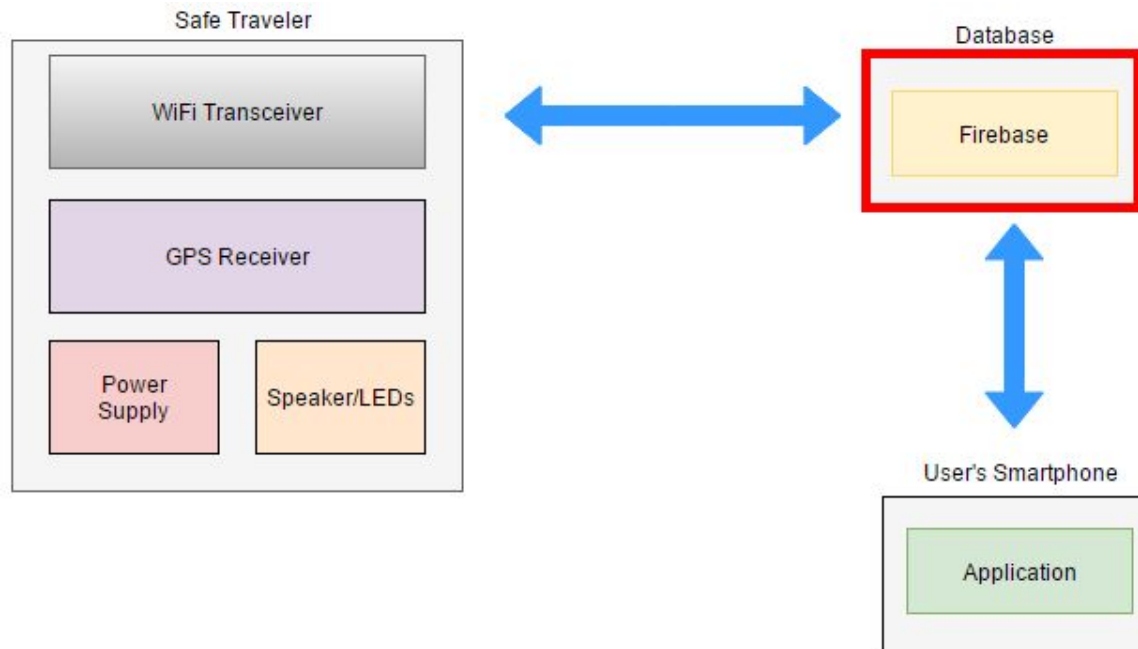 Safe Traveler
WiFi Transceiver
GPS Receiver
Power
Supply
Speaker/LEDs
Database
Firebase
User's Smartphone
Application